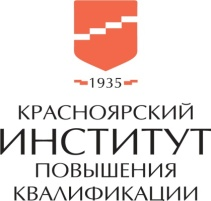 1935
КРАСНОЯРСКИЙ
ИНСТИТУТ
ПОВЫШЕНИЯ
КВАЛИФИКАЦИИ